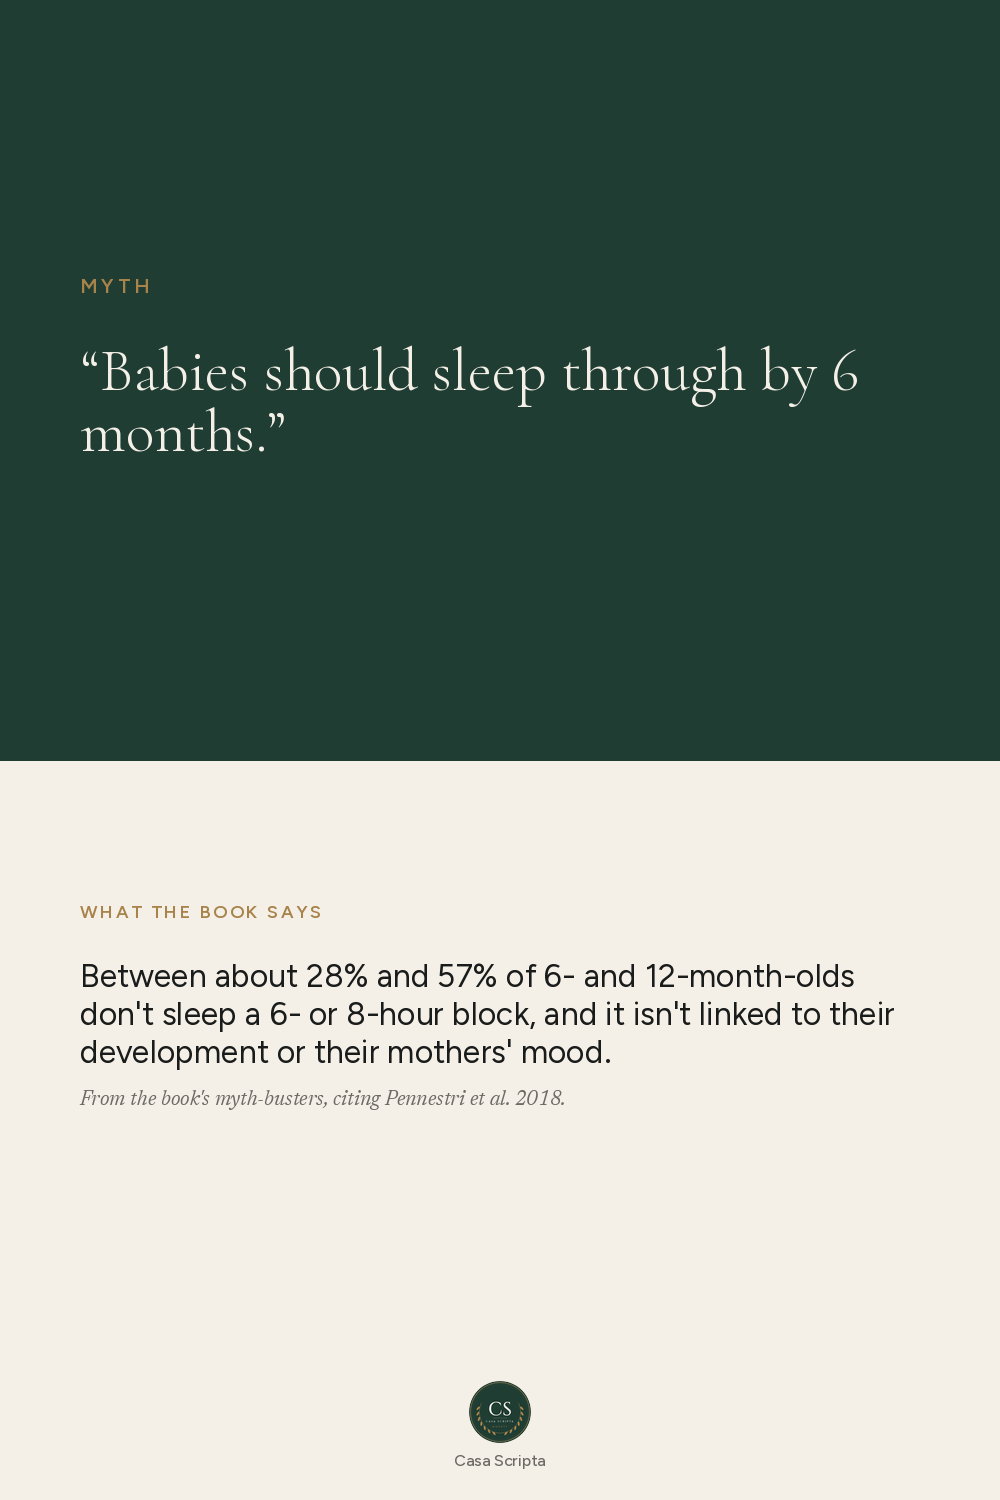 MYTH
“Babies should sleep through by 6
months.”
WHAT THE BOOK SAYS
Between about 28% and 57% of 6- and 12-month-olds
don't sleep a 6- or 8-hour block, and it isn't linked to their
development or their mothers' mood.
From the book's myth-busters, citing Pennestri et al. 2018.
CS
CASA SCRIPTA
Casa Scripta